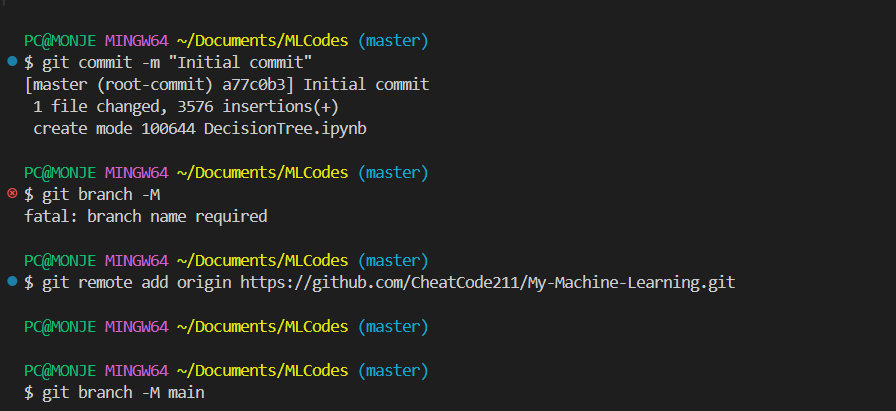 PC@MONJE MINGW64 ~/Documents/MLCodes (master)
$ git commit -m "Initial commit"
[master (root-commit) a77c0b3] Initial commit
 1 file changed, 3576 insertions(+)
 create mode 100644 DecisionTree.ipynb
PC@MONJE MINGW64 ~/Documents/MLCodes (master)
$ git branch -M
fatal: branch name required
PC@MONJE MINGW64 ~/Documents/MLCodes (master)
$ git remote add origin https://github.com/CheatCode211/My-Machine-Learning.git
PC@MONJE MINGW64 ~/Documents/MLCodes (master)
PC@MONJE MINGW64 ~/Documents/MLCodes (master)
$ git branch -M main